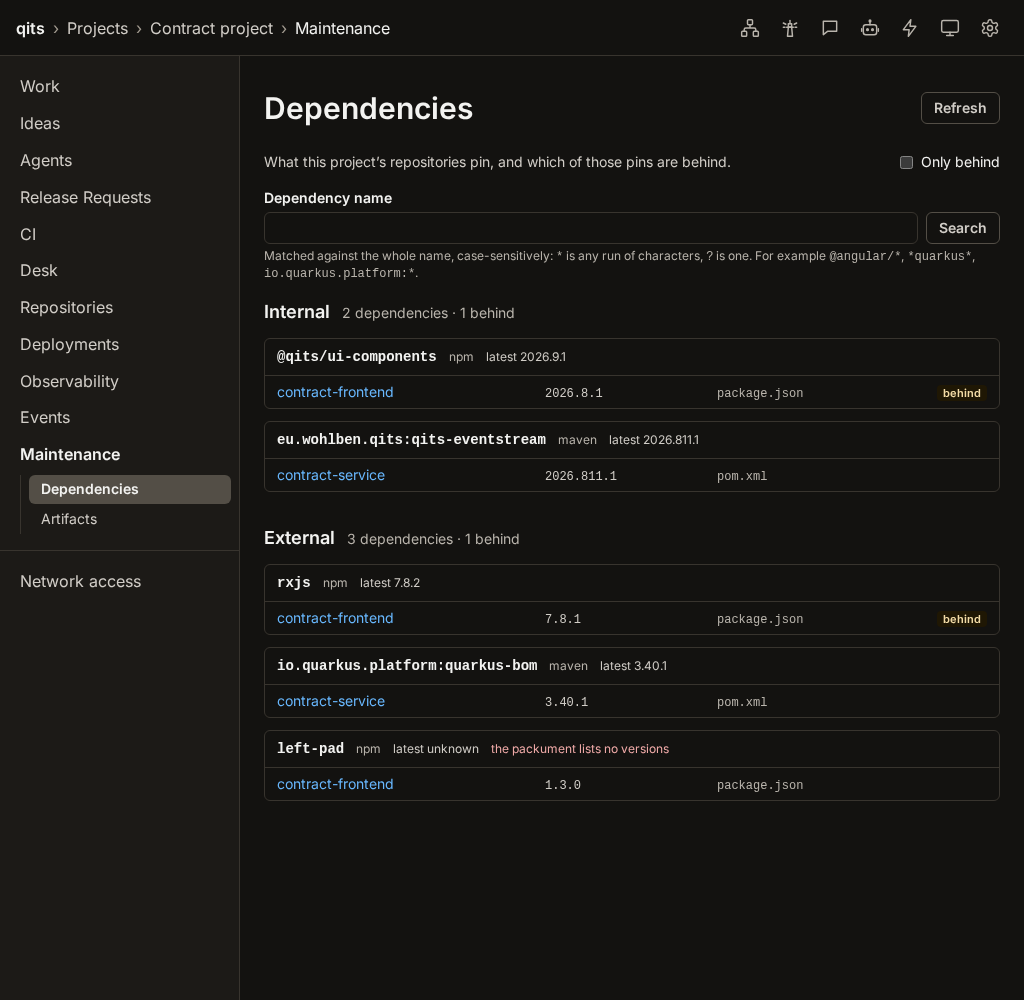 qits › Projects › Contract project › Maintenance
Work
Ideas
Agents
Release Requests
CI
Desk
Repositories
Deployments
Observability
Events
Maintenance
Dependencies
Artifacts
Network access
Dependencies
Refresh
What this project’s repositories pin, and which of those pins are behind.
Only behind
Dependency name
Search
Matched against the whole name, case-sensitively: * is any run of characters, ? is one. For example @angular/*, *quarkus*,
io.quarkus.platform:*.
Internal 2 dependencies · 1 behind
@qits/ui-components npm latest 2026.9.1
contract-frontend 2026.8.1 package.json behind
eu.wohlben.qits:qits-eventstream maven latest 2026.811.1
contract-service 2026.811.1 pom.xml
External 3 dependencies · 1 behind
rxjs npm latest 7.8.2
contract-frontend 7.8.1 package.json behind
io.quarkus.platform:quarkus-bom maven latest 3.40.1
contract-service 3.40.1 pom.xml
left-pad npm latest unknown the packument lists no versions
contract-frontend 1.3.0 package.json